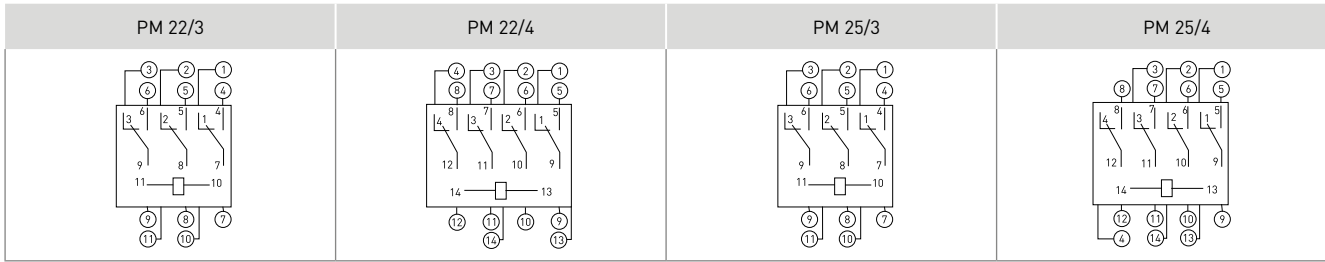 PM 22/3 PM 22/4 PM 25/3 PM 25/4
3 2 1 4 3 2 1 3 2 1 3 2 1
6 5 4 8 7 6 5 6 5 4 8 7 6 5
6 5 4 8 7 6 5 6 5 4 8 7 6 5
3 2 1 4 3 2 1 3 2 1 4 3 2 1
9 8 7 12 11 10 9 9 8 7 12 11 10 9
11 10 14 13 11 10 14 13
9 8 7 12 11 10 9 9 8 7 12 11 10 9
11 10 14 13 11 10 4 14 13